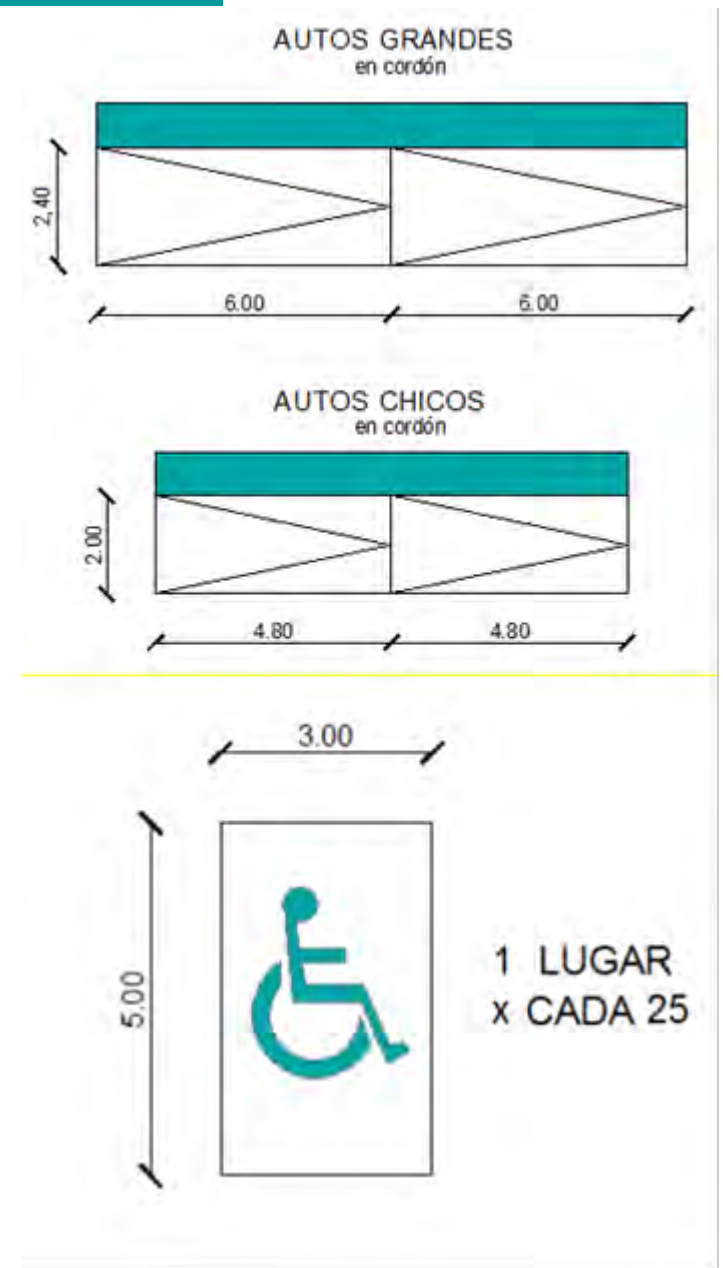 AUTOS GRANDES
en cordón
2,40
6.00 6.00
AUTOS CHICOS
en cordón
2.00
4.80 4.80
3.00
5.00
1 LUGAR
x CADA 25